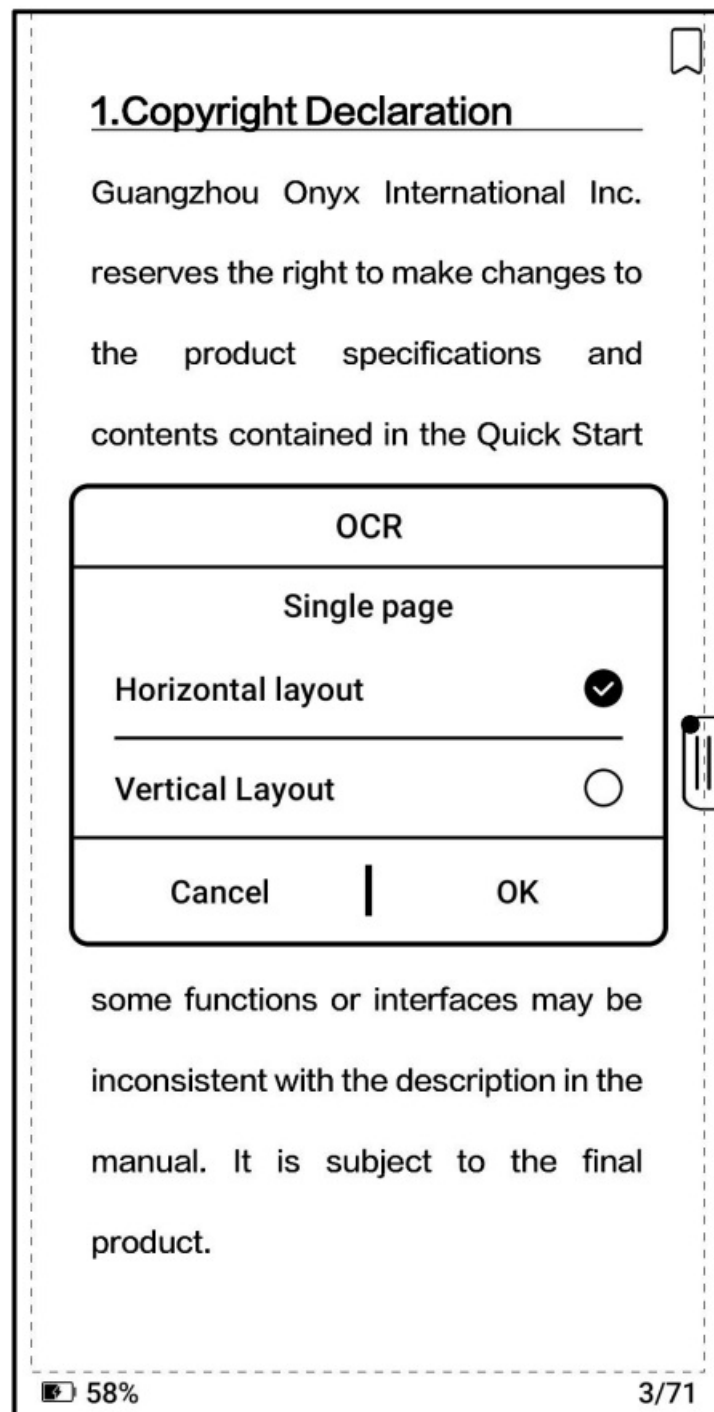 1.Copyright Declaration
Guangzhou Onyx International Inc.
reserves the right to make changes to
the product specifications and
contents contained in the Quick Start
OCR
Single page
Horizontal layout
Vertical Layout
Cancel
OK
some functions or interfaces may be
inconsistent with the description in the
manual. It is subject to the final
product.
58%
3/71